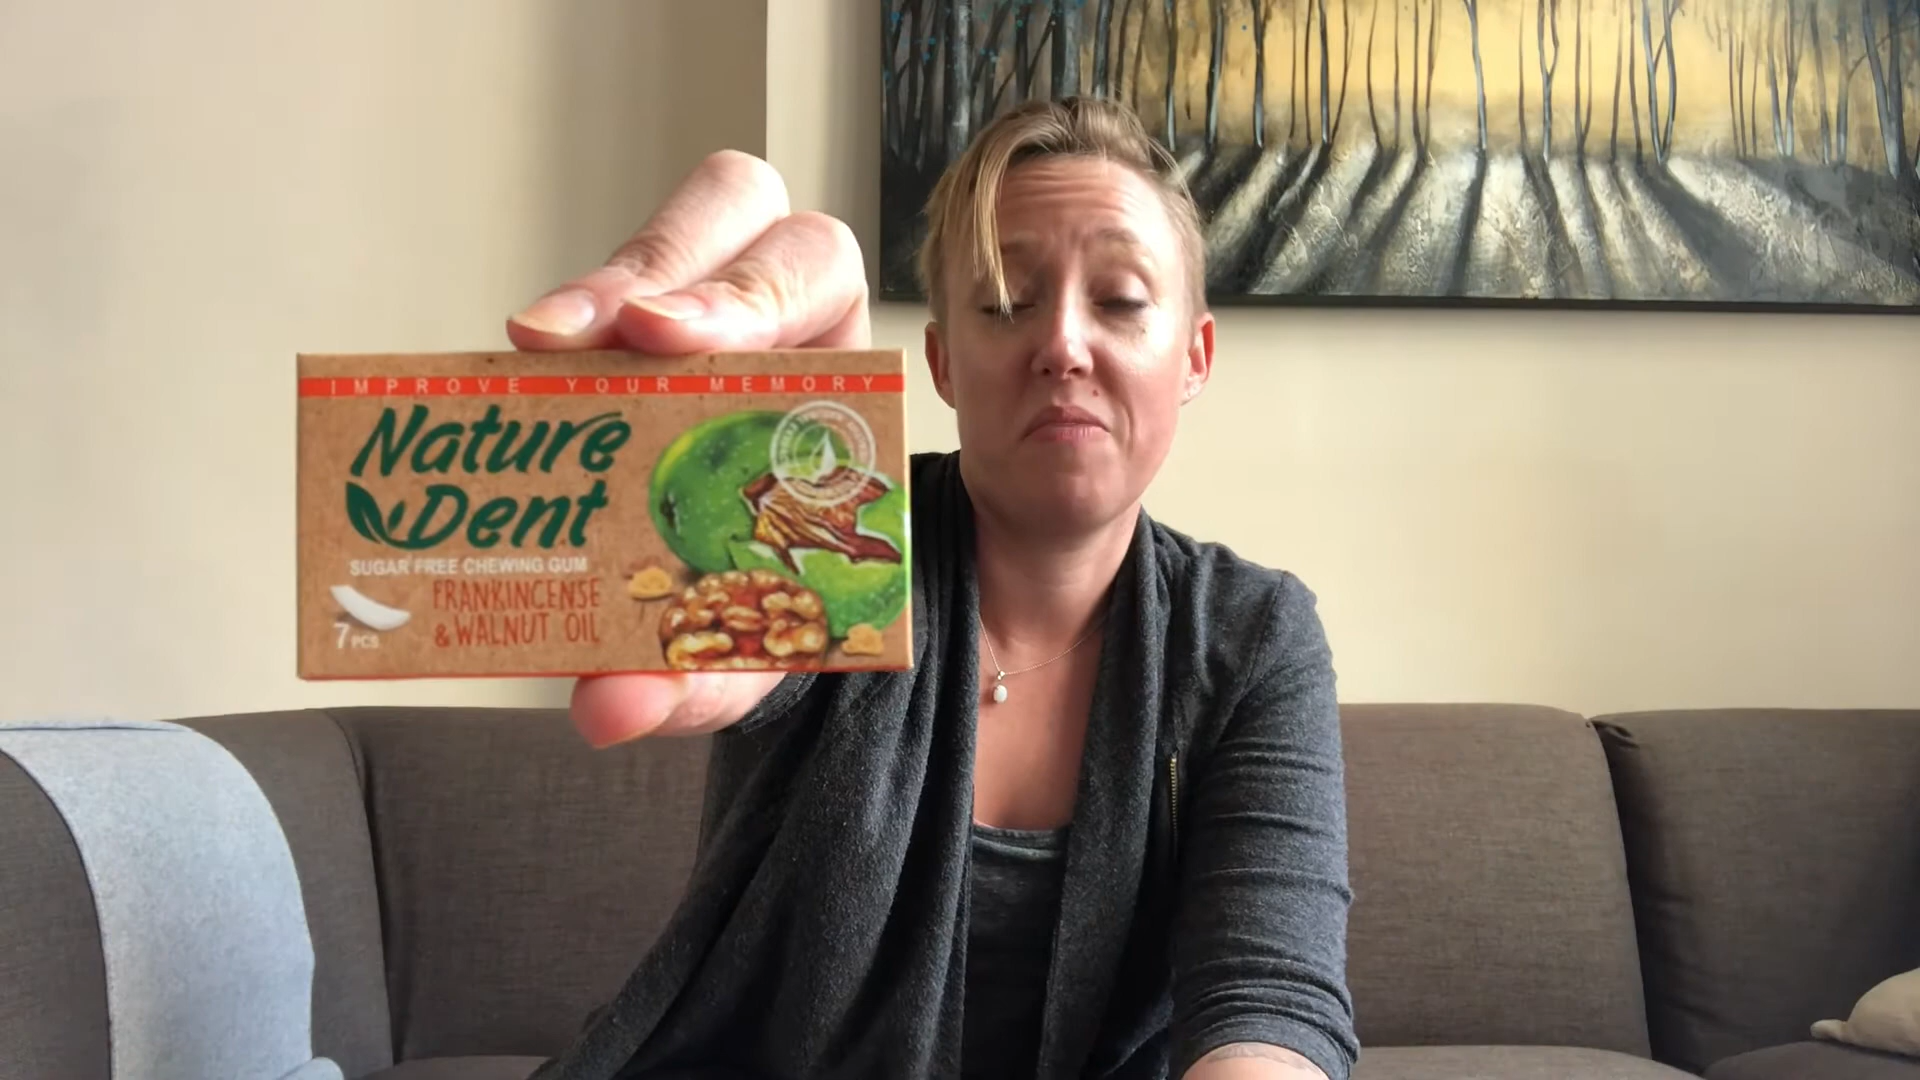 IMPROVE YOUR MEMORY
Nature
Dent
SUGAR FREE CHEWING GUM
FRANKINCENSE
& WALNUT OIL
7 PCS